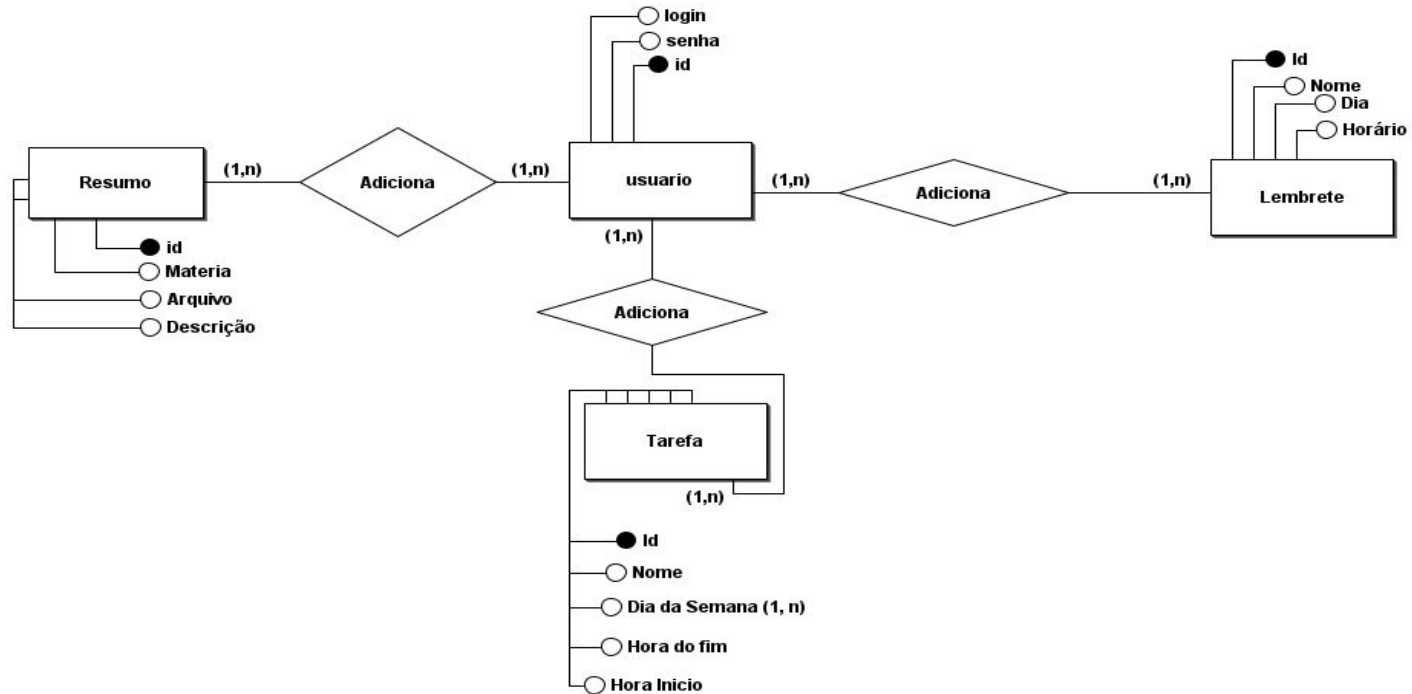 login
senha
id
Id
Nome
Dia
Horário
Resumo
(1,n)
Adiciona
(1,n)
usuario
(1,n)
Adiciona
(1,n)
Lembrete
id
Materia
Arquivo
Descrição
(1,n)
Adiciona
Tarefa
(1,n)
Id
Nome
Dia da Semana (1, n)
Hora do fim
Hora Inicio